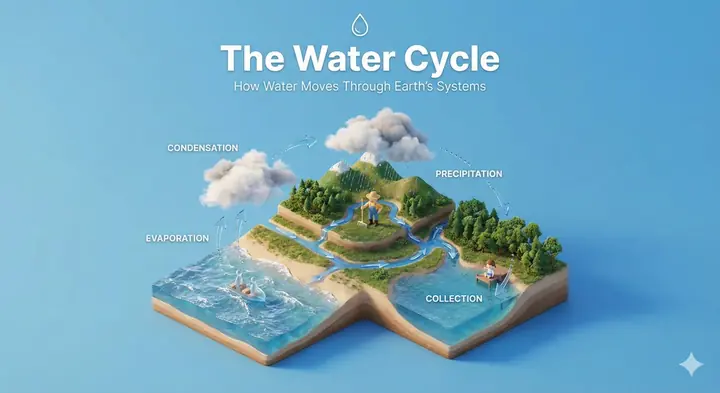 The Water Cycle
How Water Moves Through Earth's Systems
CONDENSATION
PRECIPITATION
EVAPORATION
COLLECTION